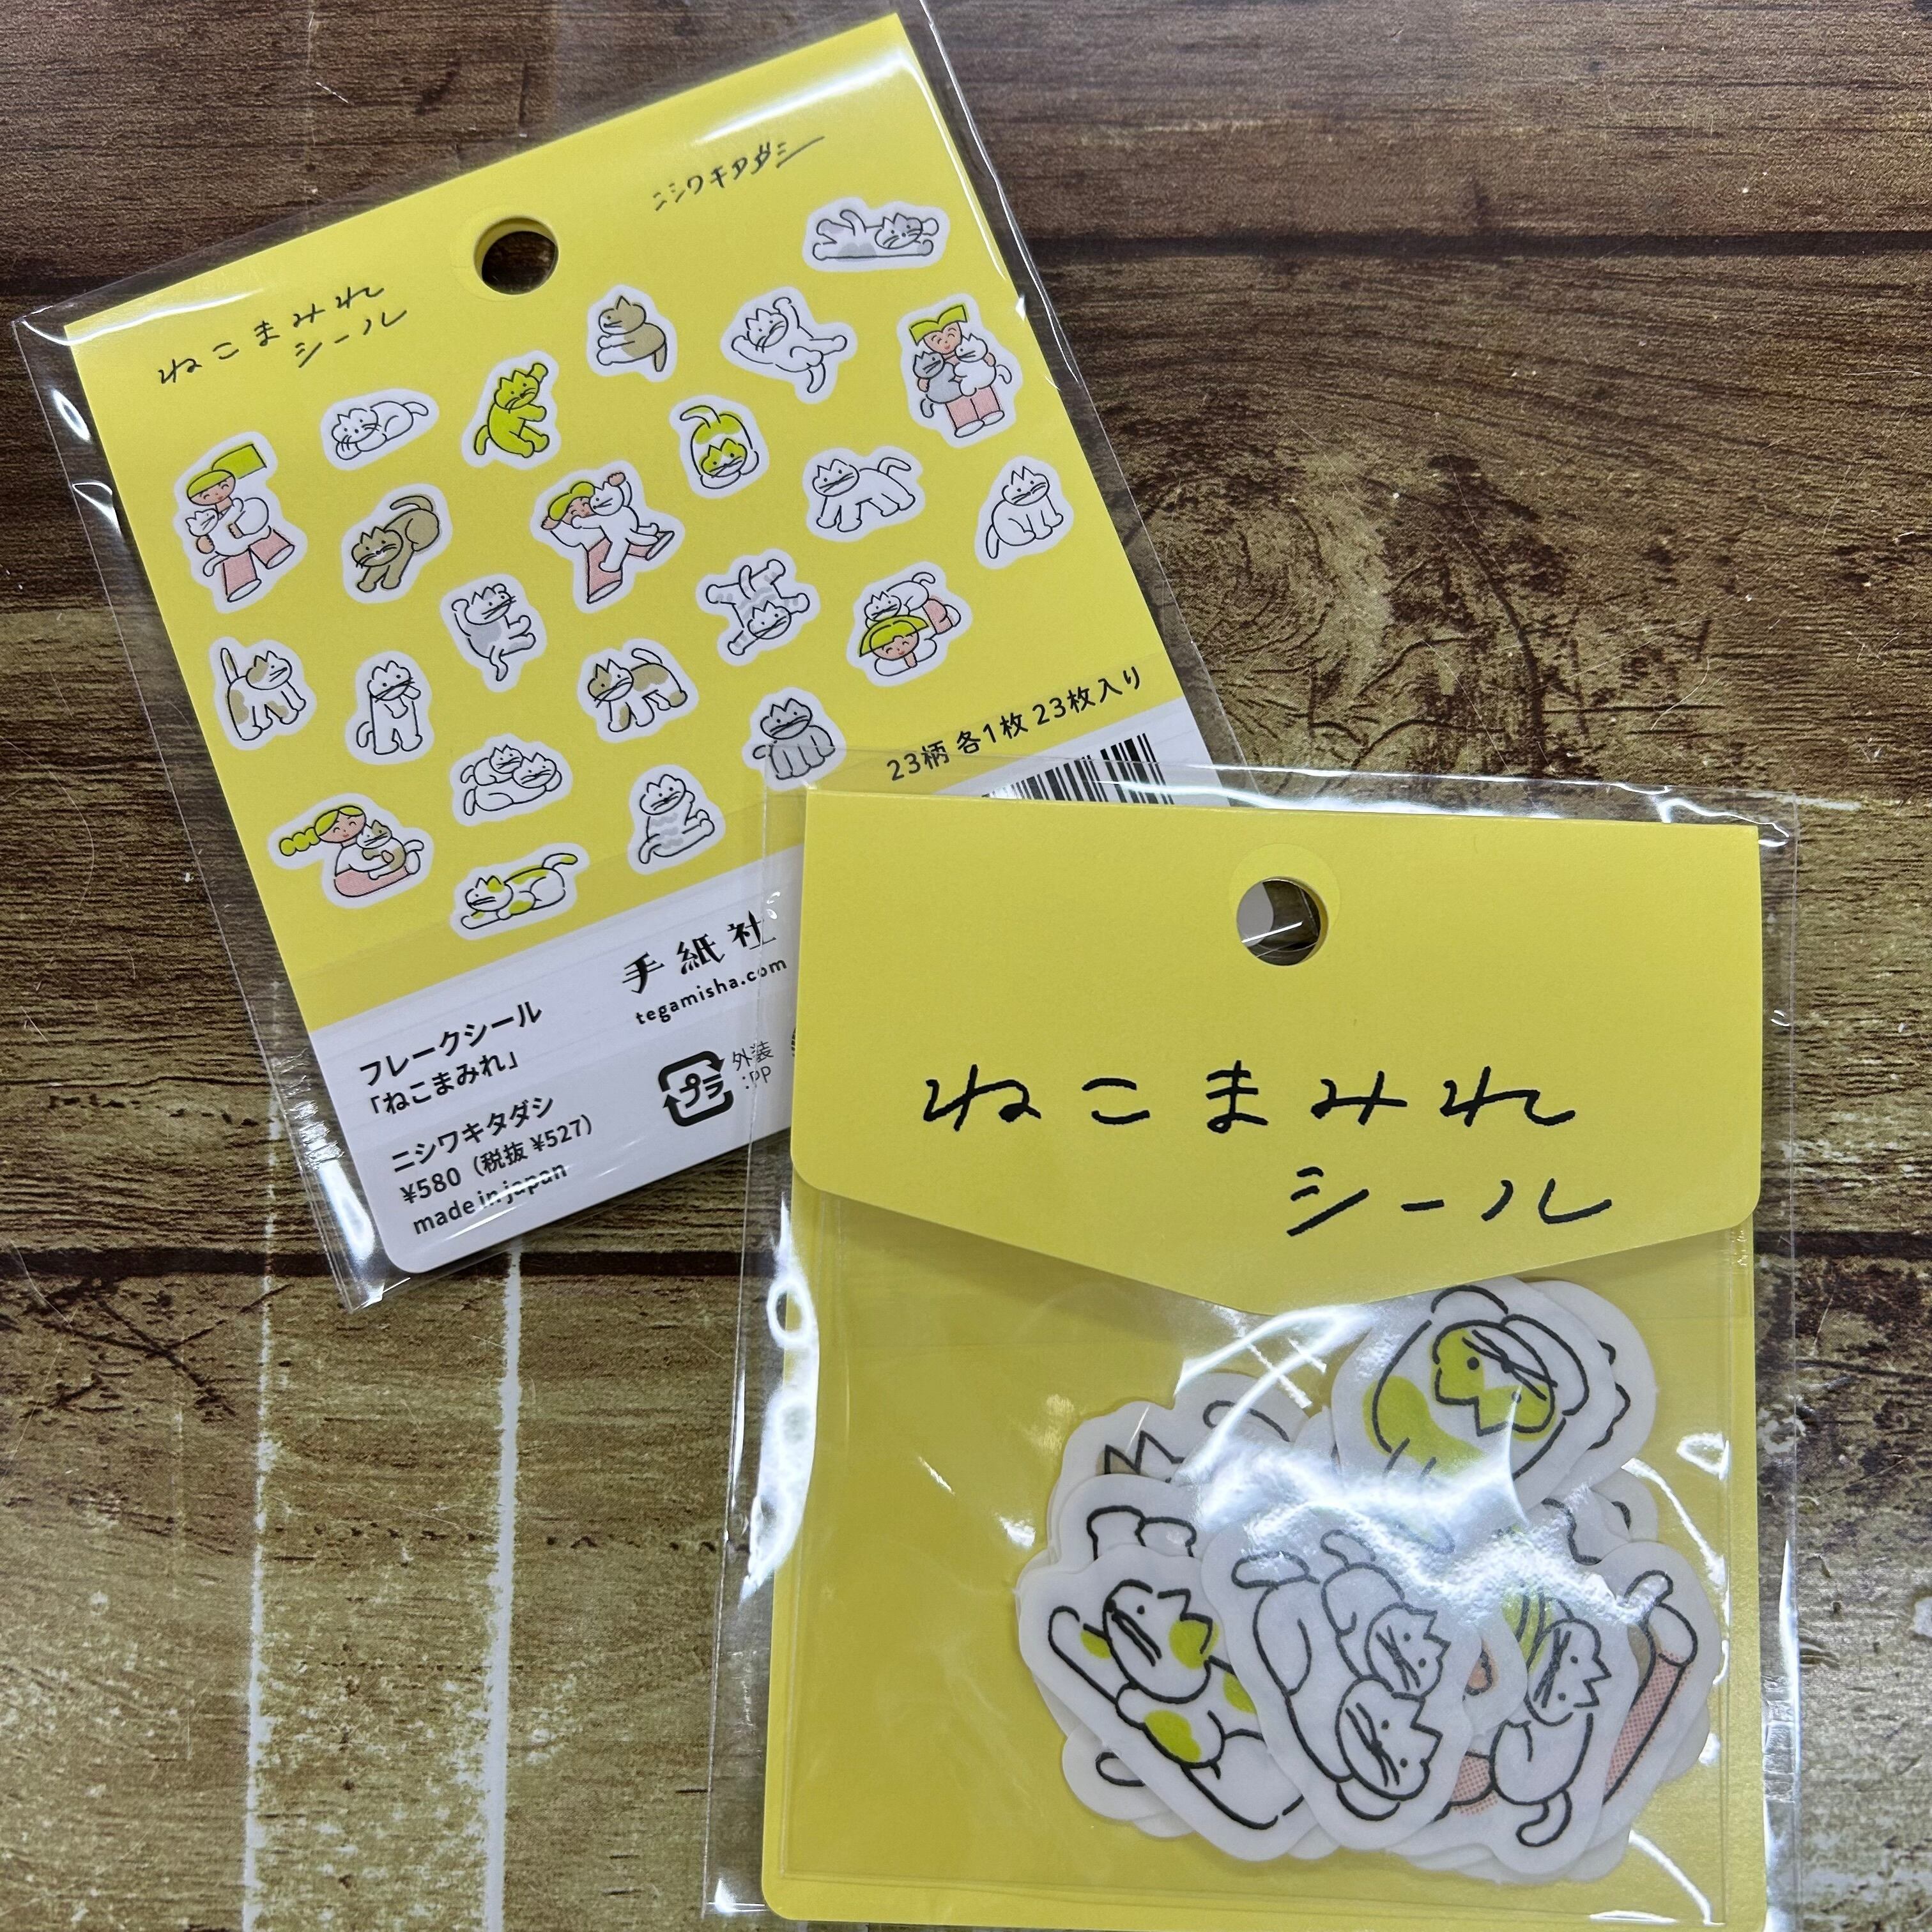 ニシワキタダシ
ねこまみれ
シール
23柄 各1枚 23枚入り
手紙社
tegamisha.com
フレークシール
「ねこまみれ」
ニシワキタダシ
¥580（税抜 ¥527）
made in japan
プラ
外装
:PP
ねこまみれ
シール